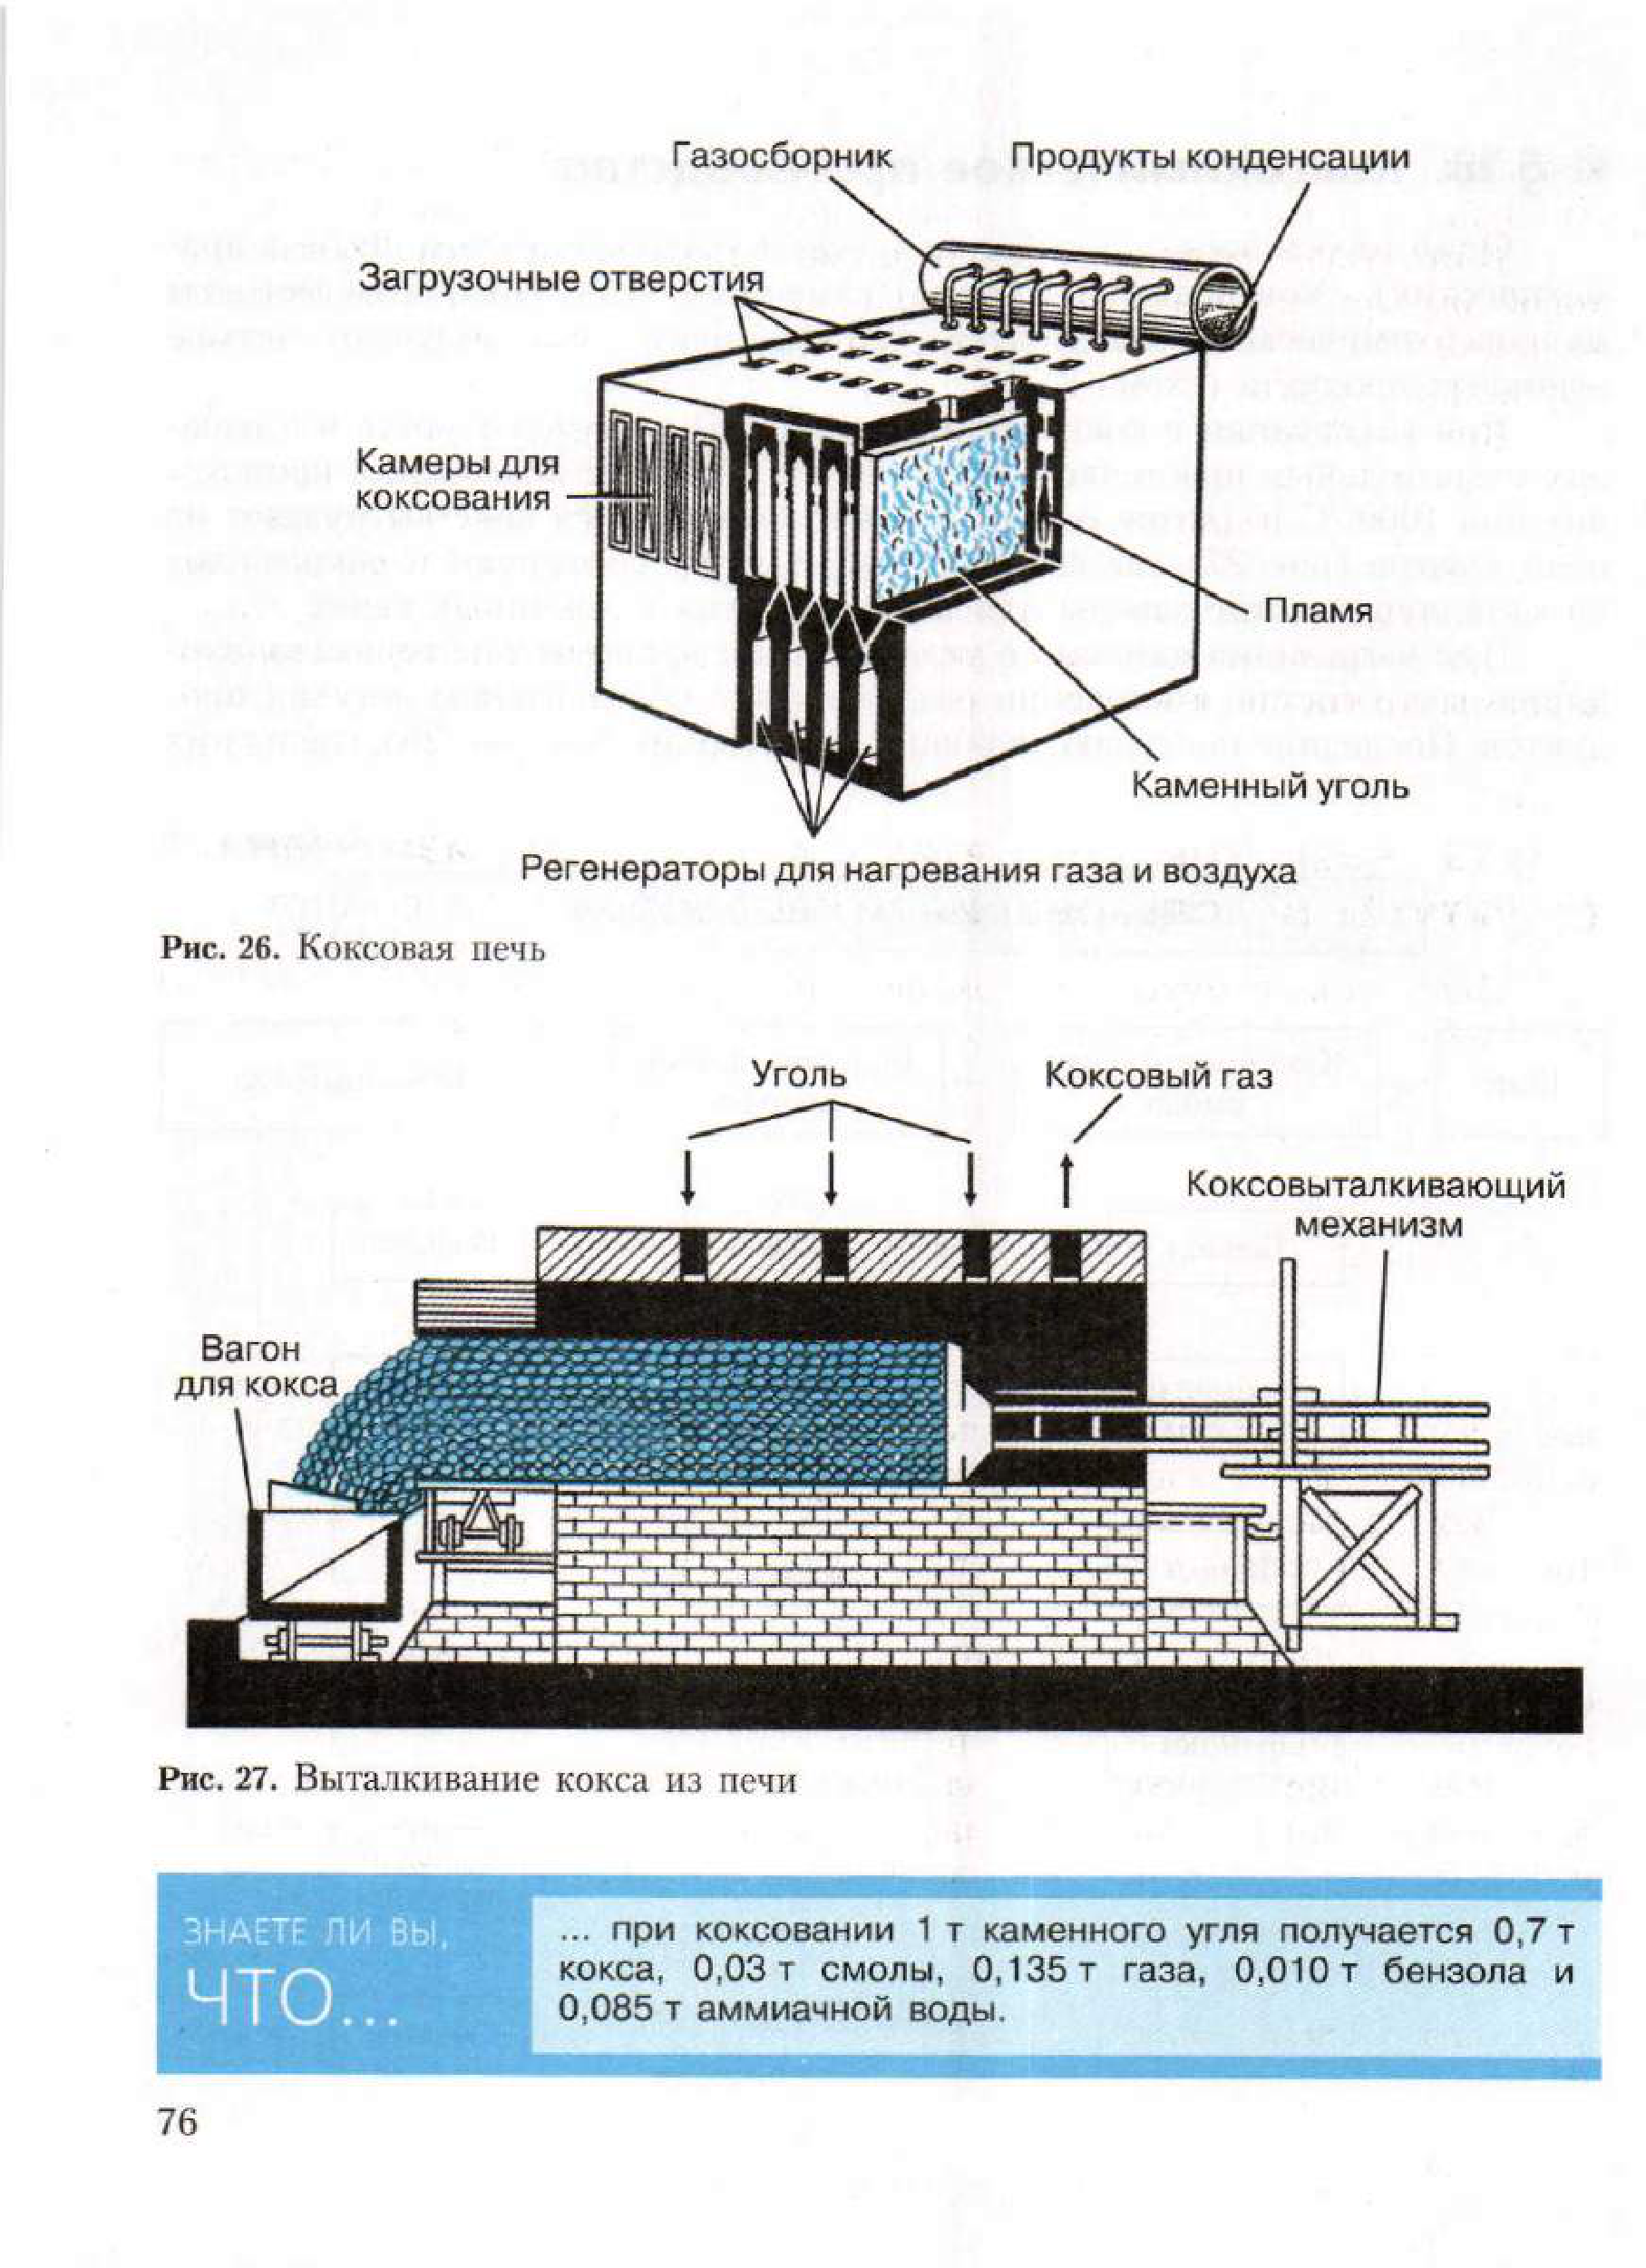 Газосборник
Продукты конденсации
Загрузочные отверстия
Камеры для
коксования
Пламя
Каменный уголь
Регенераторы для нагревания газа и воздуха
Рис. 26. Коксовая печь
Уголь
Коксовый газ
Коксовыталкивающий
механизм
Вагон
для кокса
Рис. 27. Выталкивание кокса из печи
ЗНАЕТЕ ЛИ ВЫ,
ЧТО...
... при коксовании 1 т каменного угля получается 0,7 т
кокса, 0,03 т смолы, 0,135 т газа, 0,010 т бензола и
0,085 т аммиачной воды.
76